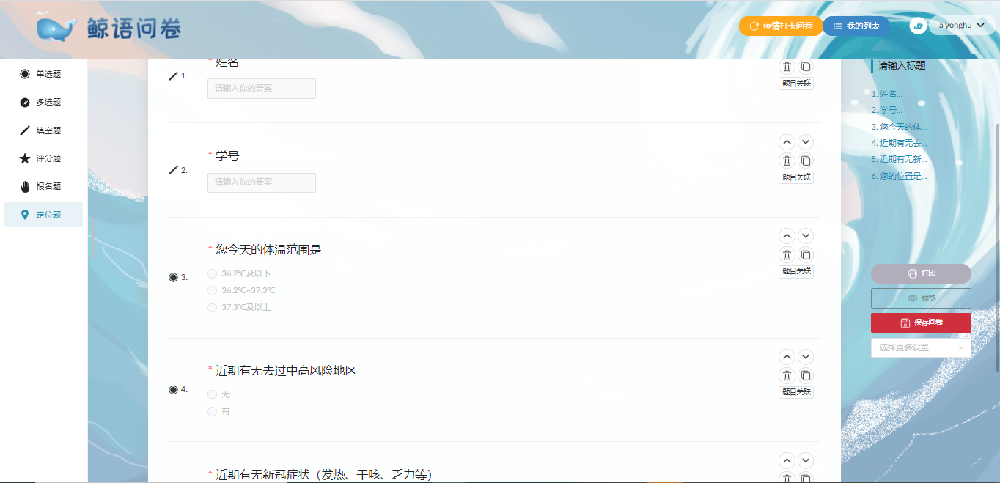 鲸语问卷
疫情打卡问卷
我的列表
a yonghu
单选题
多选题
填空题
评分题
报名题
定位题
* 姓名
1.
请输入你的答案
题目关联
* 学号
2.
请输入你的答案
题目关联
* 您今天的体温范围是
3.
36.2℃及以下
36.2℃~37.3℃
37.3℃及以上
题目关联
* 近期有无去过中高风险地区
4.
无
有
题目关联
* 近期有无新冠症状（发热、干咳、乏力等）
请输入标题
1. 姓名...
2. 学号...
3. 您今天的体...
4. 近期有无去...
5. 近期有无新...
6. 您的位置是...
打印
预览
保存问卷
选择更多设置